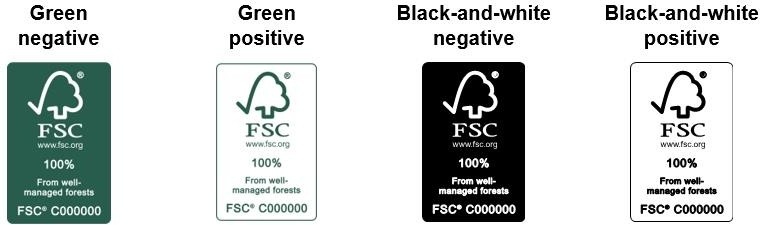 Green
negative
Green
positive
Black-and-white
negative
Black-and-white
positive
®
FSC
www.fsc.org
100%
From well-
managed forests
FSC® C000000
®
FSC
www.fsc.org
100%
From well-
managed forests
FSC® C000000
®
FSC
www.fsc.org
100%
From well-
managed forests
FSC® C000000
®
FSC
www.fsc.org
100%
From well-
managed forests
FSC® C000000